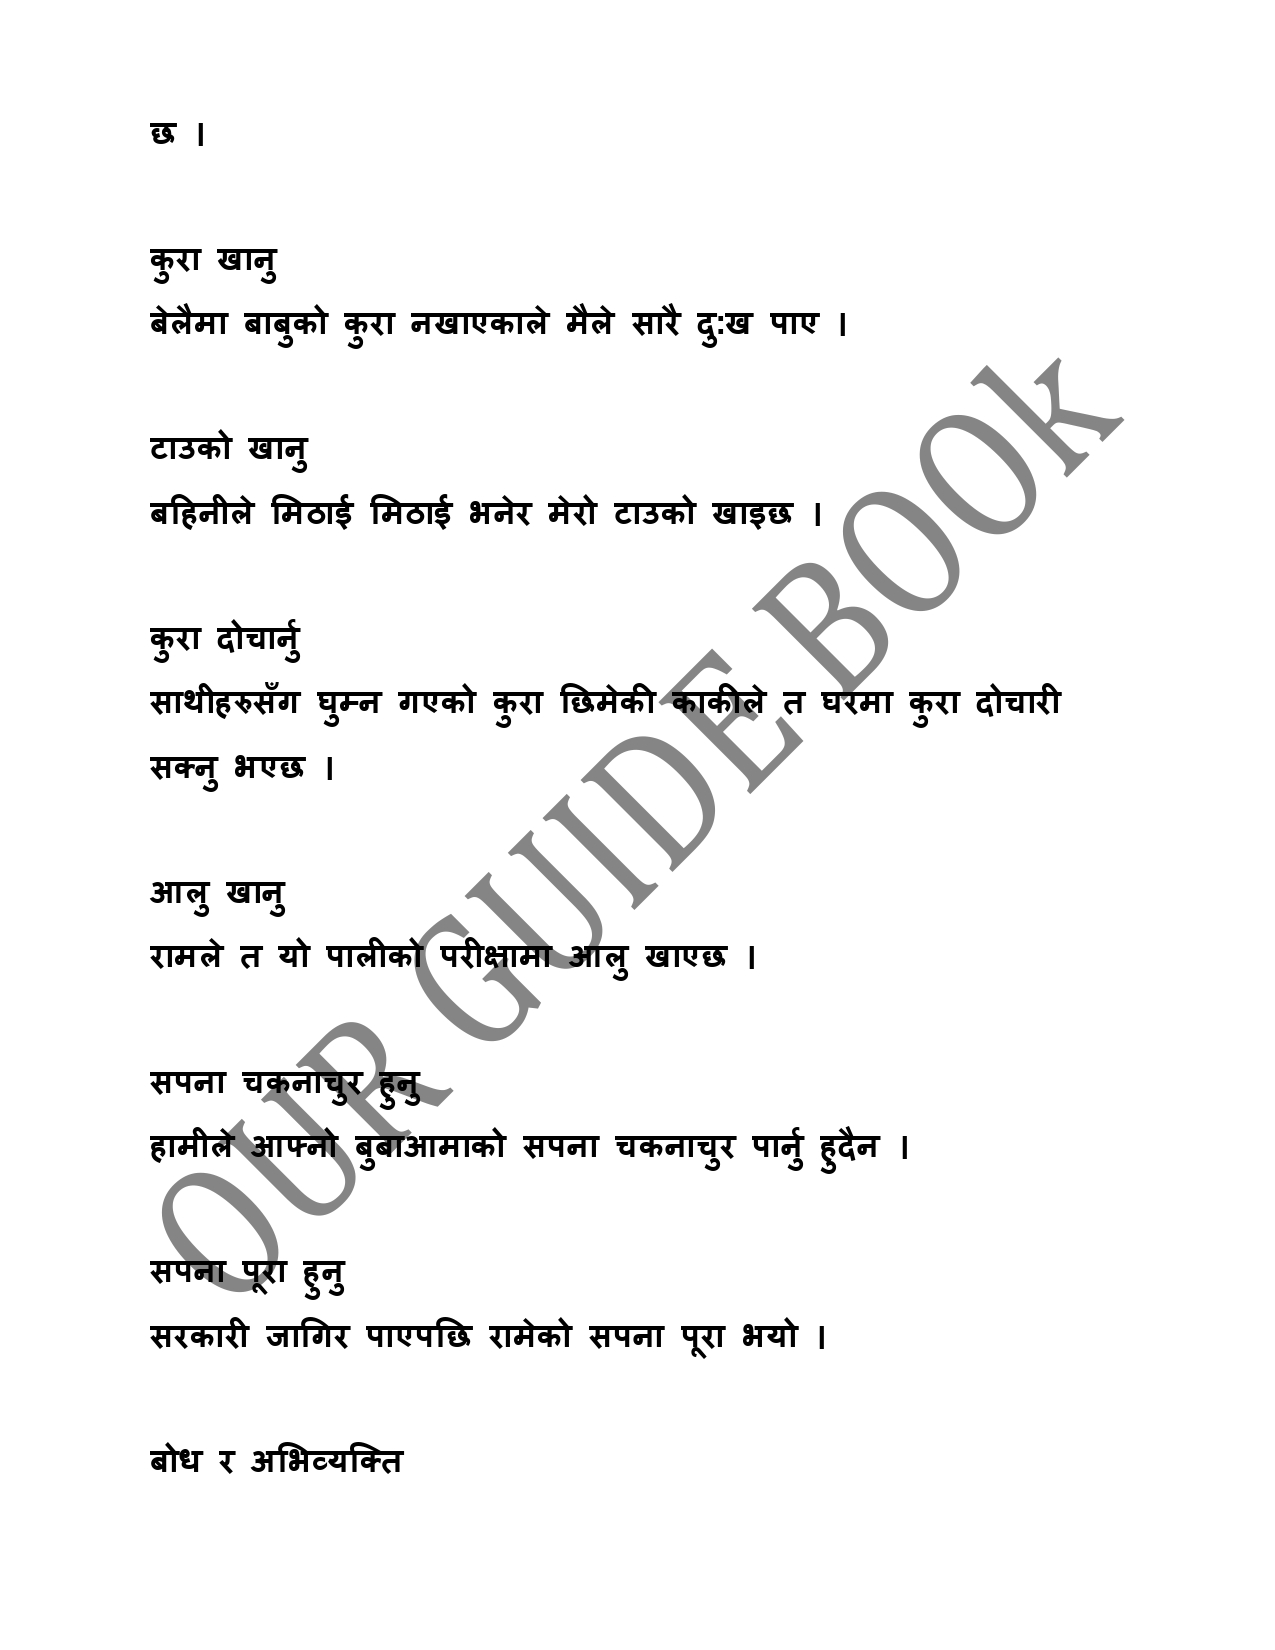 छ ।
कुरा खानु
बेलैमा बाबुको कुरा नखाएकाले मैले सारै दु:ख पाए ।
टाउको खानु
बहिनीले मिठाई मिठाई भनेर मेरो टाउको खाइछ ।
कुरा दोचार्नु
साथीहरुसँग घुम्न गएको कुरा छिमेकी काकीले त घरमा कुरा दोचारी
सक्नु भएछ ।
आलु खानु
रामले त यो पालीको परीक्षामा आलु खाएछ ।
सपना चकनाचुर हुनु
हामीले आफ्नो बुबाआमाको सपना चकनाचुर पार्नु हुदैन ।
सपना पूरा हुनु
सरकारी जागिर पाएपछि रामेको सपना पूरा भयो ।
बोध र अभिव्यक्ति
OUR GUIDE BOOk